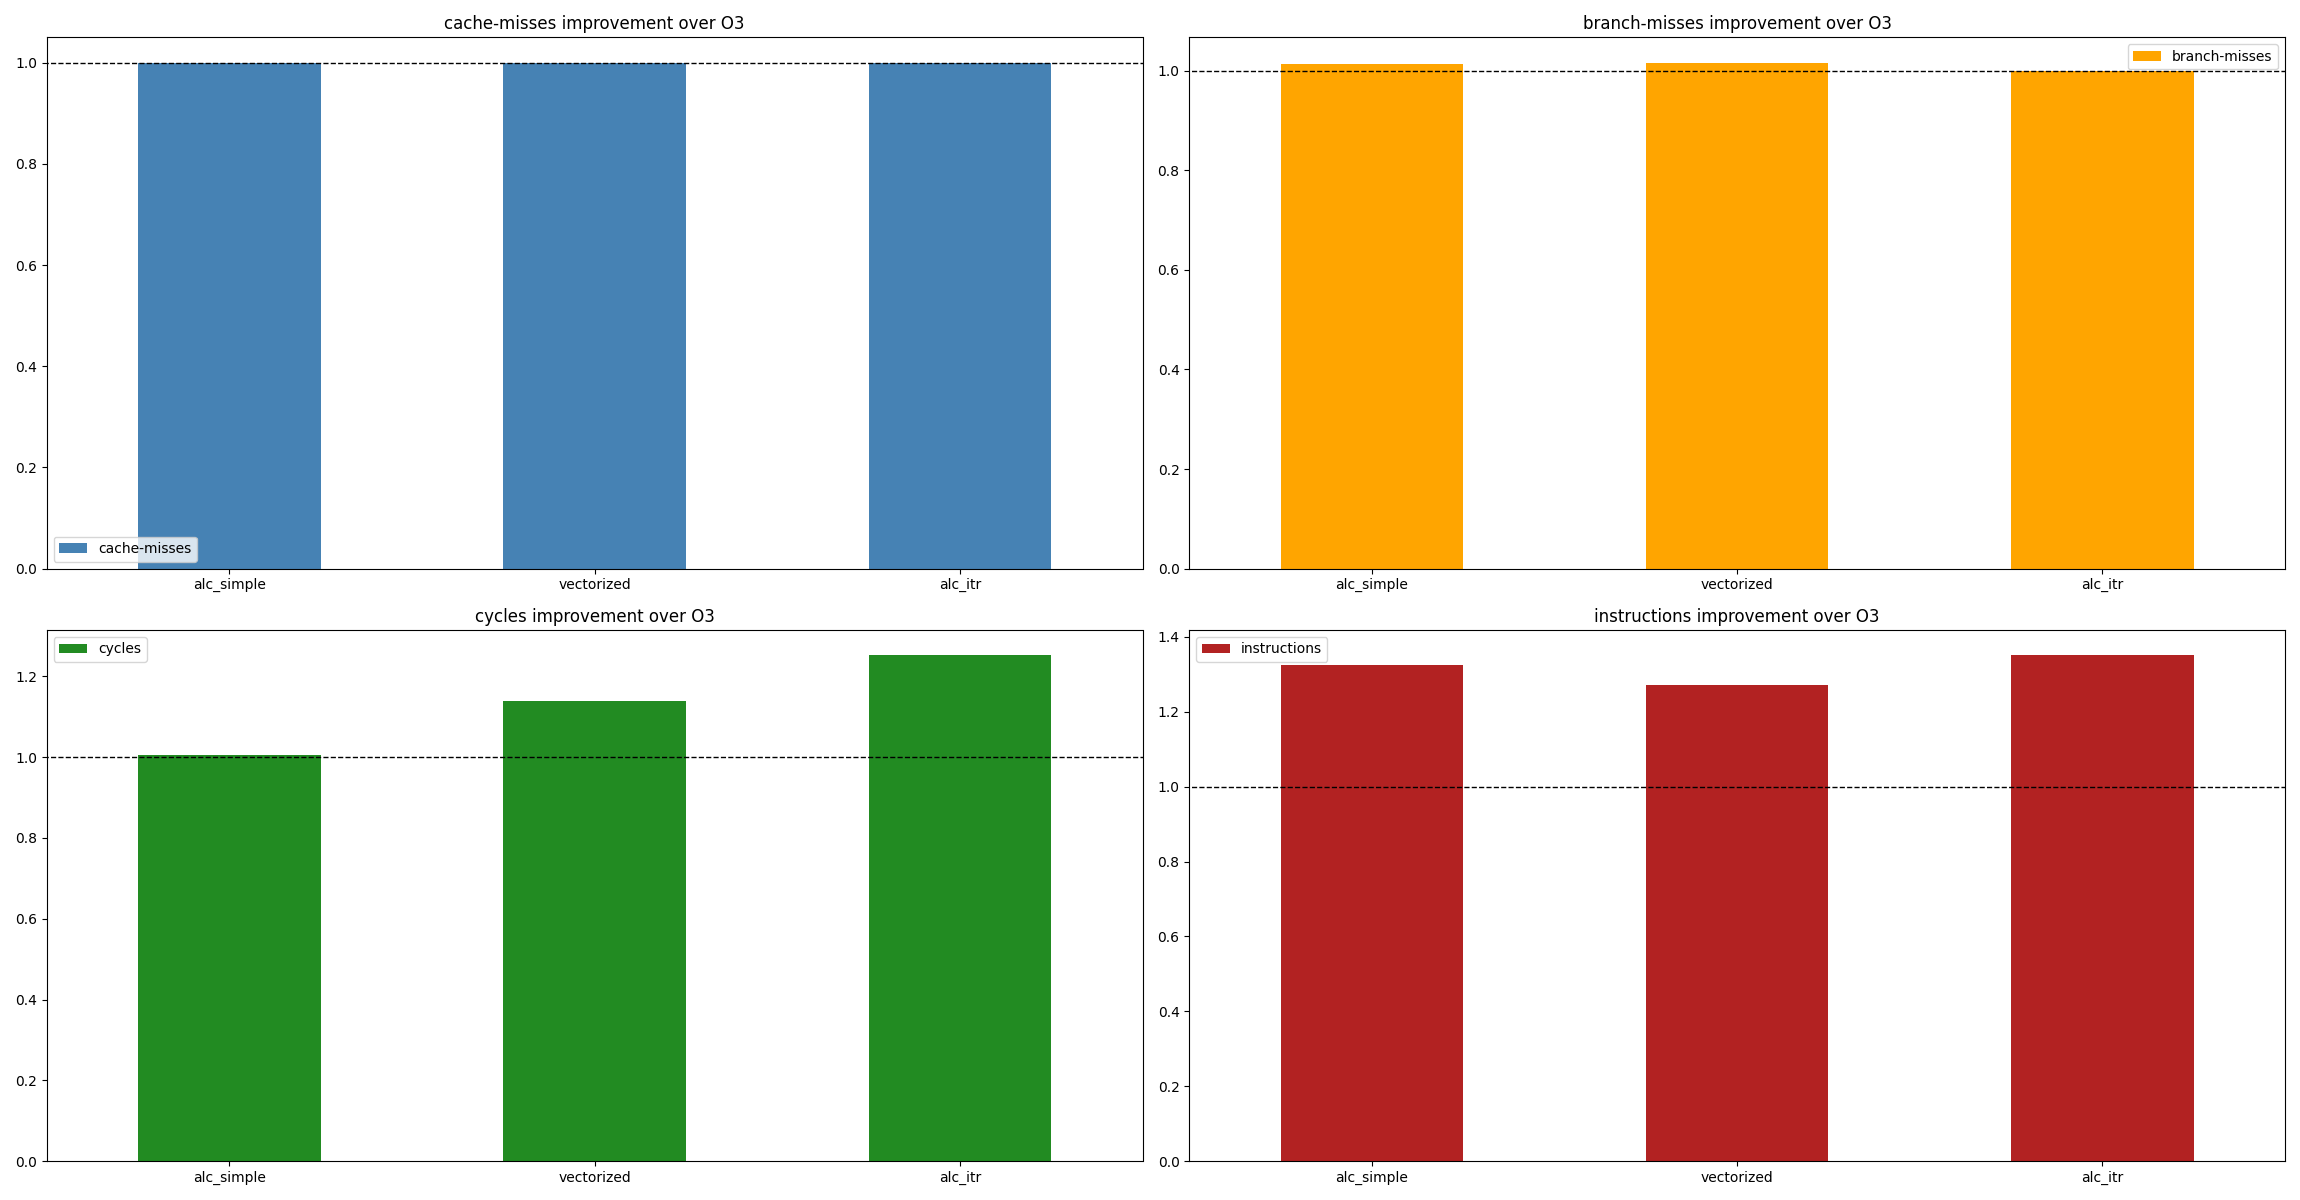 cache-misses improvement over O3
1.0
0.8
0.6
0.4
0.2
0.0
cache-misses
alc_simple vectorized alc_itr
branch-misses improvement over O3
branch-misses
1.0
0.8
0.6
0.4
0.2
0.0
alc_simple vectorized alc_itr
cycles improvement over O3
cycles
1.2
1.0
0.8
0.6
0.4
0.2
0.0
alc_simple vectorized alc_itr
instructions improvement over O3
1.4
instructions
1.2
1.0
0.8
0.6
0.4
0.2
0.0
alc_simple vectorized alc_itr